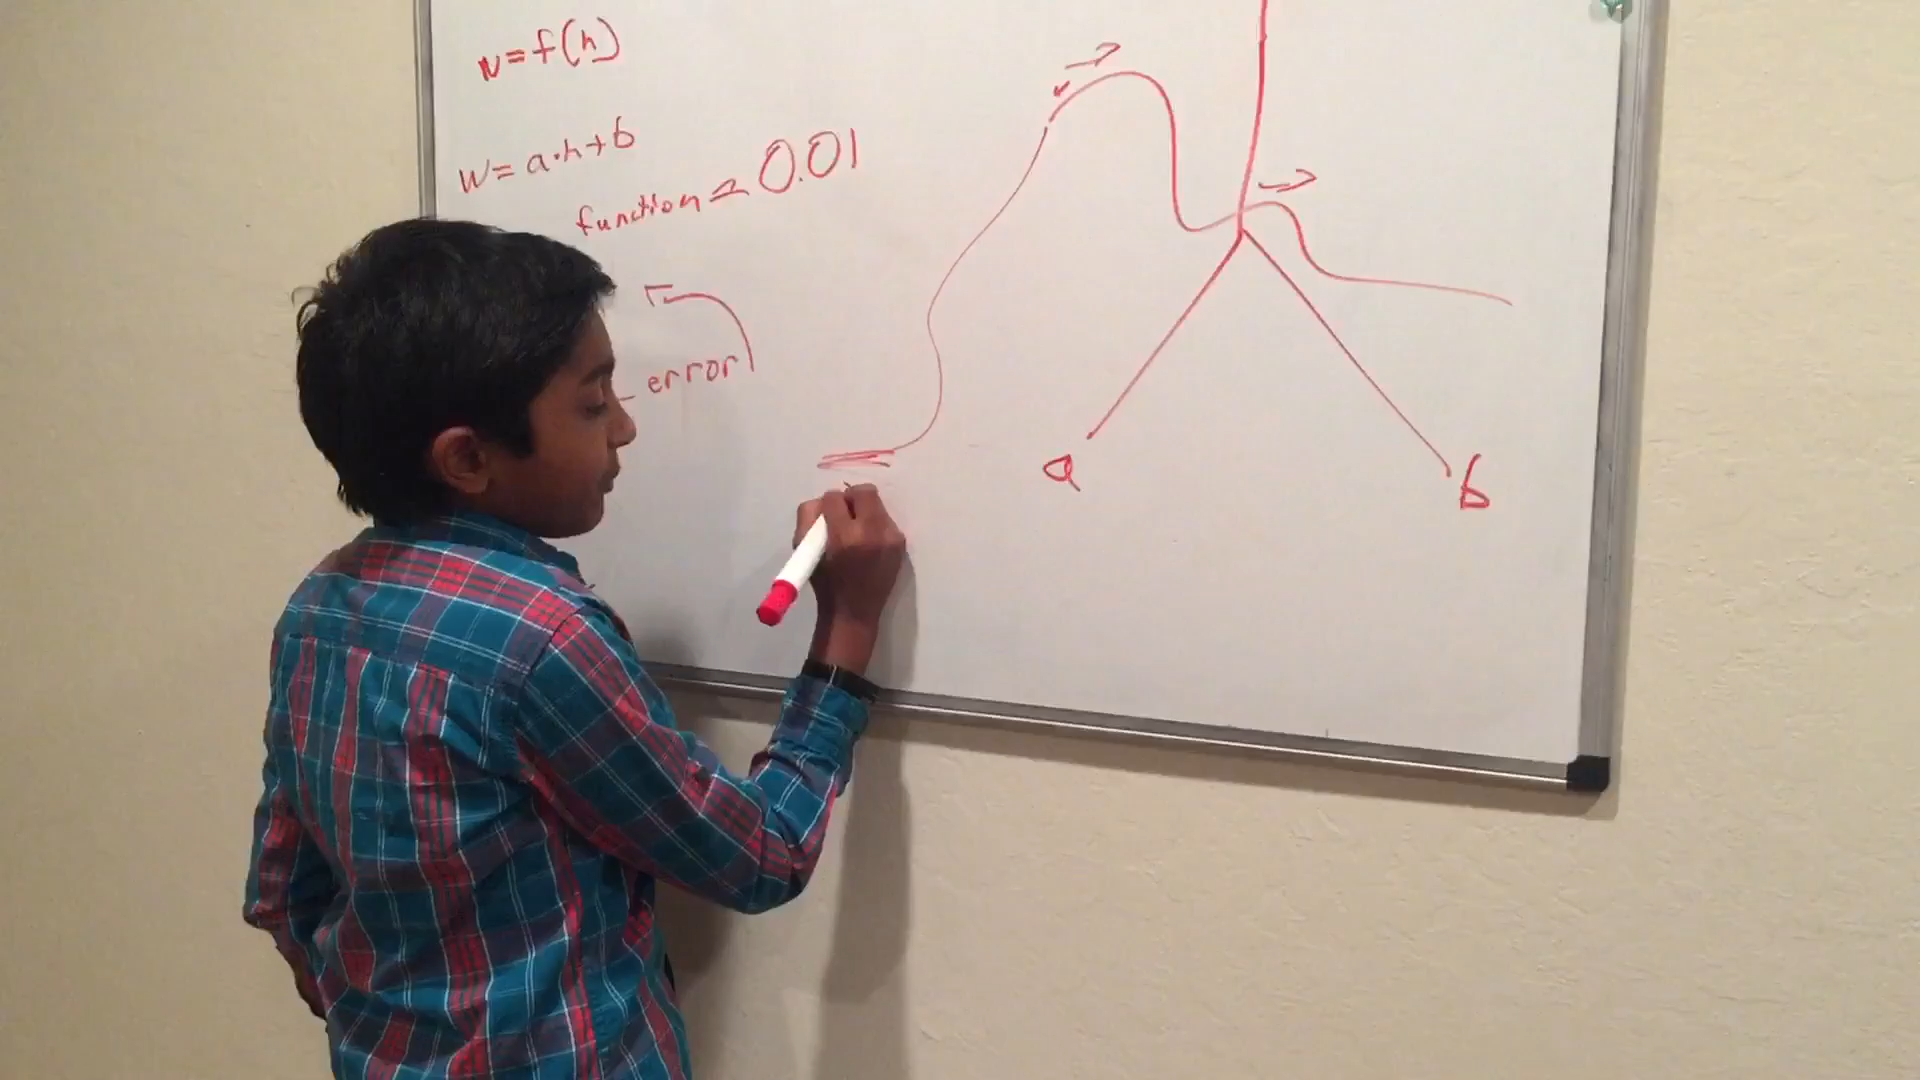 w=f(h)
w=a·h+b
function = 0.01
error
a
b